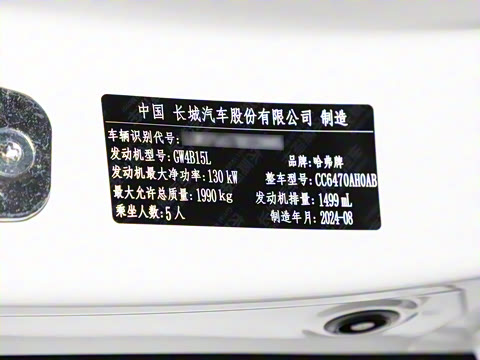 中国 长城汽车股份有限公司 制造
车辆识别代号:
发动机型号: GW4B15L 品牌: 哈弗牌
发动机最大净功率: 130 kW 整车型号: CC6470AH0AB
最大允许总质量: 1990 kg 发动机排量: 1499 mL
乘坐人数: 5 人 制造年月: 2024-08